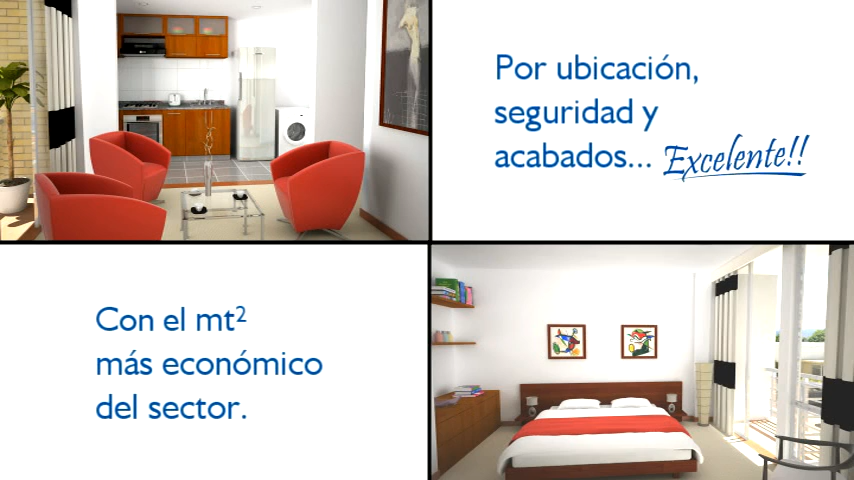 Por ubicación,
seguridad y
acabados... Excelente!!
Con el mt²
más económico
del sector.